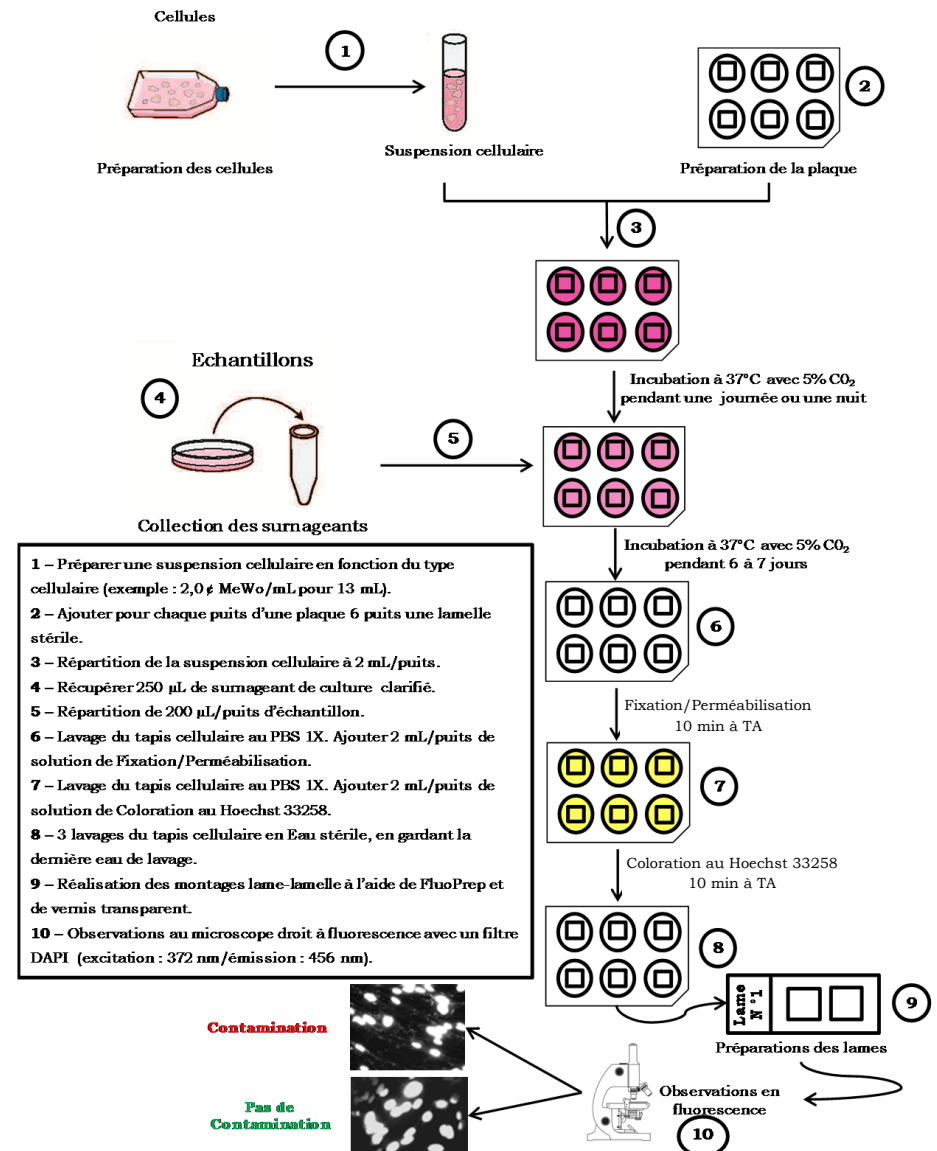 Cellules
1
2
Préparation des cellules
Suspension cellulaire
Préparation de la plaque
3
Incubation à 37°C avec 5% C0₂
pendant une journée ou une nuit
Echantillons
4
5
Collection des surnageants
Incubation à 37°C avec 5% C0₂
pendant 6 à 7 jours
1 – Préparer une suspension cellulaire en fonction du type
cellulaire (exemple : 2,0 ¢ MeWo/mL pour 13 mL).
2 – Ajouter pour chaque puits d'une plaque 6 puits une lamelle
stérile.
3 – Répartition de la suspension cellulaire à 2 mL/puits.
4 – Récupérer 250 µL de surnageant de culture clarifié.
5 – Répartition de 200 µL/puits d'échantillon.
6 – Lavage du tapis cellulaire au PBS 1X. Ajouter 2 mL/puits de
solution de Fixation/Perméabilisation.
7 – Lavage du tapis cellulaire au PBS 1X. Ajouter 2 mL/puits de
solution de Coloration au Hoechst 33258.
8 – 3 lavages du tapis cellulaire en Eau stérile, en gardant la
dernière eau de lavage.
9 – Réalisation des montages lame-lamelle à l'aide de FluoPrep et
de vernis transparent.
10 – Observations au microscope droit à fluorescence avec un filtre
DAPI (excitation : 372 nm/émission : 456 nm).
6
Fixation/Perméabilisation
10 min à TA
7
Coloration au Hoechst 33258
10 min à TA
8
Lame
N°1
9
Préparations des lames
Contamination
Pas de
Contamination
Observations en
fluorescence
10